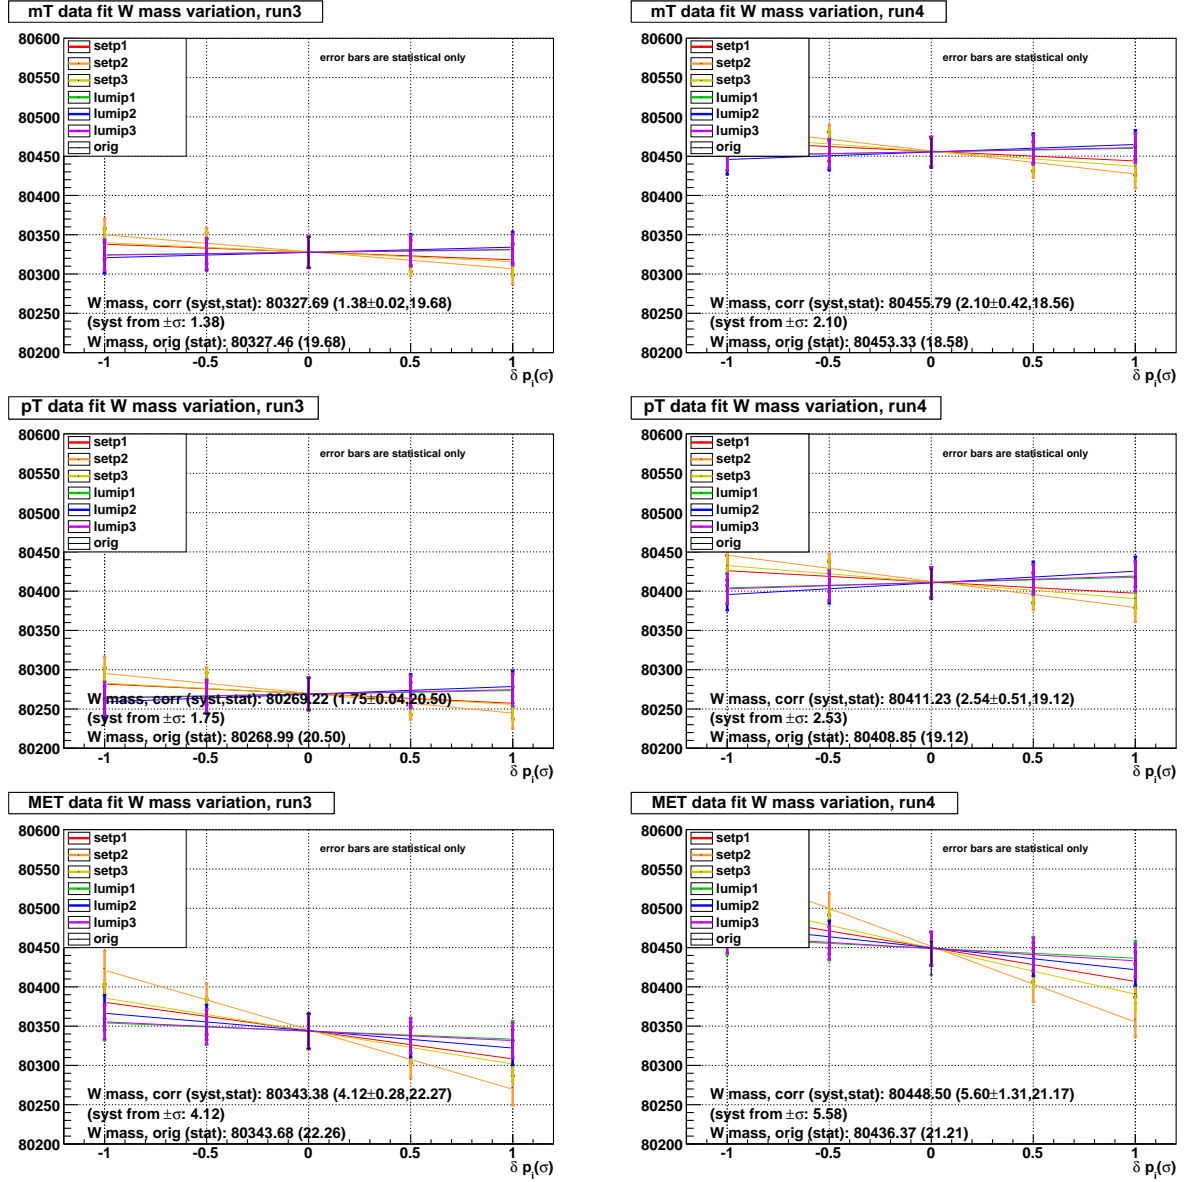 mT data fit W mass variation, run3
80600
80550
80500
80450
80400
80350
80300
80250
80200
setp1
setp2
setp3
lumip1
lumip2
lumip3
orig
error bars are statistical only
W mass, corr (syst,stat): 80327.69 (1.38±0.02,19.68)
(syst from ±σ: 1.38)
W mass, orig (stat): 80327.46 (19.68)
-1 -0.5 0 0.5 1
δ p_i(σ)
mT data fit W mass variation, run4
80600
80550
80500
80450
80400
80350
80300
80250
80200
setp1
setp2
setp3
lumip1
lumip2
lumip3
orig
error bars are statistical only
W mass, corr (syst,stat): 80455.79 (2.10±0.42,18.56)
(syst from ±σ: 2.10)
W mass, orig (stat): 80453.33 (18.58)
-1 -0.5 0 0.5 1
δ p_i(σ)
pT data fit W mass variation, run3
80600
80550
80500
80450
80400
80350
80300
80250
80200
setp1
setp2
setp3
lumip1
lumip2
lumip3
orig
error bars are statistical only
W mass, corr (syst,stat): 80269.22 (1.75±0.04,20.50)
(syst from ±σ: 1.75)
W mass, orig (stat): 80268.99 (20.50)
-1 -0.5 0 0.5 1
δ p_i(σ)
pT data fit W mass variation, run4
80600
80550
80500
80450
80400
80350
80300
80250
80200
setp1
setp2
setp3
lumip1
lumip2
lumip3
orig
error bars are statistical only
W mass, corr (syst,stat): 80411.23 (2.54±0.51,19.12)
(syst from ±σ: 2.53)
W mass, orig (stat): 80408.85 (19.12)
-1 -0.5 0 0.5 1
δ p_i(σ)
MET data fit W mass variation, run3
80600
80550
80500
80450
80400
80350
80300
80250
80200
setp1
setp2
setp3
lumip1
lumip2
lumip3
orig
error bars are statistical only
W mass, corr (syst,stat): 80343.38 (4.12±0.28,22.27)
(syst from ±σ: 4.12)
W mass, orig (stat): 80343.68 (22.26)
-1 -0.5 0 0.5 1
δ p_i(σ)
MET data fit W mass variation, run4
80600
80550
80500
80450
80400
80350
80300
80250
80200
setp1
setp2
setp3
lumip1
lumip2
lumip3
orig
error bars are statistical only
W mass, corr (syst,stat): 80448.50 (5.60±1.31,21.17)
(syst from ±σ: 5.58)
W mass, orig (stat): 80436.37 (21.21)
-1 -0.5 0 0.5 1
δ p_i(σ)